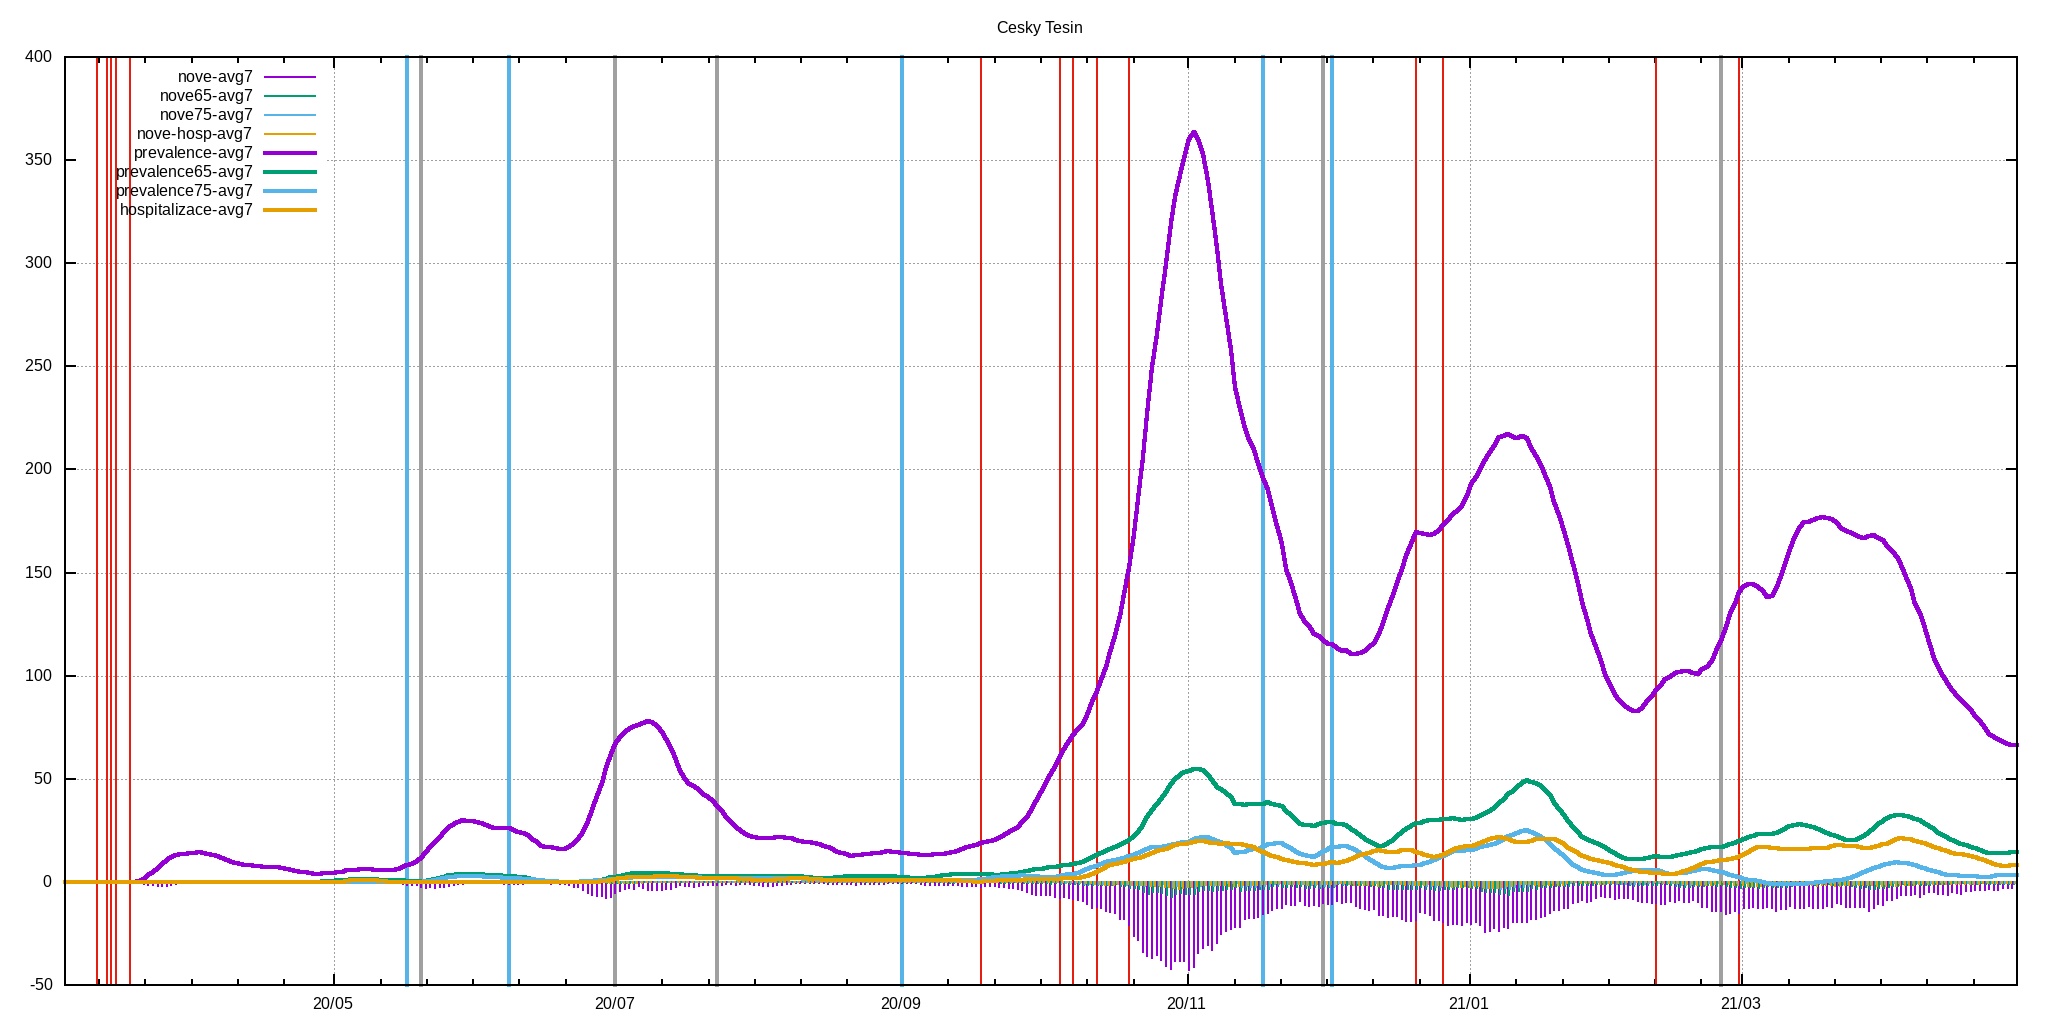 Cesky Tesin
400
350
300
250
200
150
100
50
0
-50
nove-avg7
nove65-avg7
nove75-avg7
nove-hosp-avg7
prevalence-avg7
prevalence65-avg7
prevalence75-avg7
hospitalizace-avg7
20/05
20/07
20/09
20/11
21/01
21/03